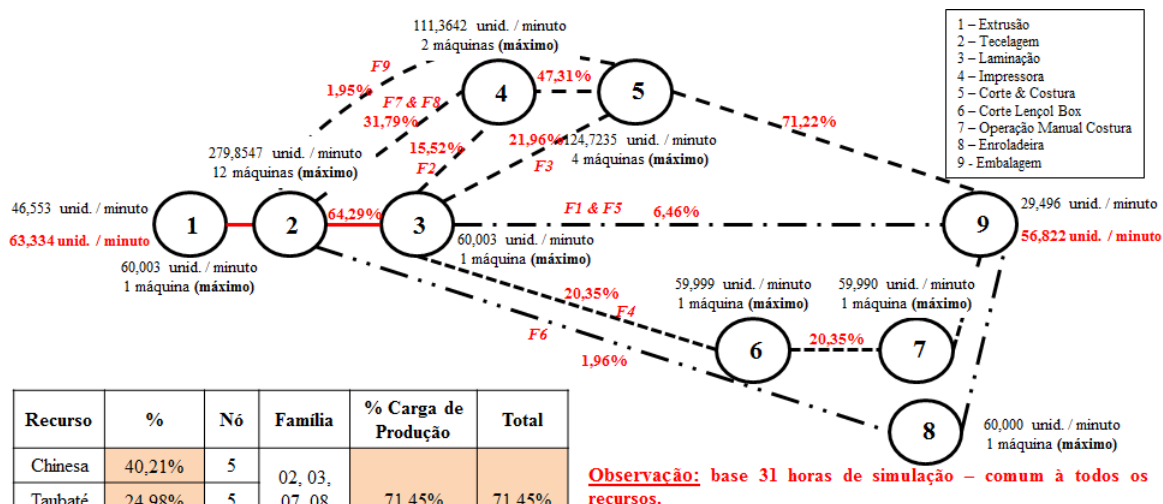 111,3642 unid. / minuto
2 máquinas (máximo)
F9
1,95%
F7 & F8
31,79%
4
47,31%
5
71,22%
15,52%
F2
21,96%
F3
124,7235 unid. / minuto
4 máquinas (máximo)
1 – Extrusão
2 – Tecelagem
3 – Laminação
4 – Impressora
5 – Corte & Costura
6 – Corte Lençol Box
7 – Operação Manual Costura
8 – Enroladeira
9 - Embalagem
279,8547 unid. / minuto
12 máquinas (máximo)
46,553 unid. / minuto
63,334 unid. / minuto
1
2
64,29%
3
F1 & F5
6,46%
9
29,496 unid. / minuto
56,822 unid. / minuto
60,003 unid. / minuto
1 máquina (máximo)
60,003 unid. / minuto
1 máquina (máximo)
20,35%
F4
F6
1,96%
59,999 unid. / minuto
1 máquina (máximo)
59,990 unid. / minuto
1 máquina (máximo)
6
20,35%
7
8
60,000 unid. / minuto
1 máquina (máximo)
Recurso % Nó Família % Carga de Produção Total
Chinesa 40,21% 5
02, 03,
Taubaté 24,98% 5 07, 08 71,45% 71,45%
Observação: base 31 horas de simulação – comum à todos os
recursos.